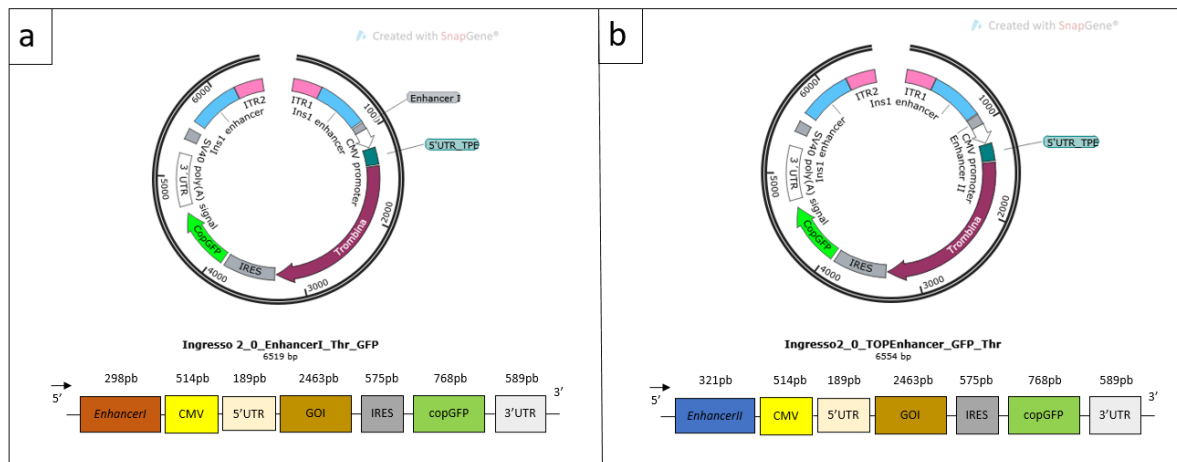 a
Created with SnapGene®
ITR2
ITR1
Ins1 enhancer
Ins1 enhancer
6000
1000
Enhancer I
CMV promoter
5'UTR_TPE
SV40 poly(A) signal
3' UTR
5000
2000
CopGFP
Trombina
IRES
4000
3000
Ingresso 2_0_EnhancerI_Thr_GFP
6519 bp
298pb 514pb 189pb 2463pb 575pb 768pb 589pb
5’ EnhancerI CMV 5’UTR GOI IRES copGFP 3’UTR 3’
b
Created with SnapGene®
ITR2
ITR1
Ins1 enhancer
Ins1 enhancer
6000
1000
CMV promoter
Enhancer II
5'UTR_TPE
SV40 poly(A) signal
3' UTR
5000
2000
CopGFP
Trombina
IRES
4000
3000
Ingresso2_0_TOPEnhancer_GFP_Thr
6554 bp
321pb 514pb 189pb 2463pb 575pb 768pb 589pb
5’ EnhancerII CMV 5’UTR GOI IRES copGFP 3’UTR 3’